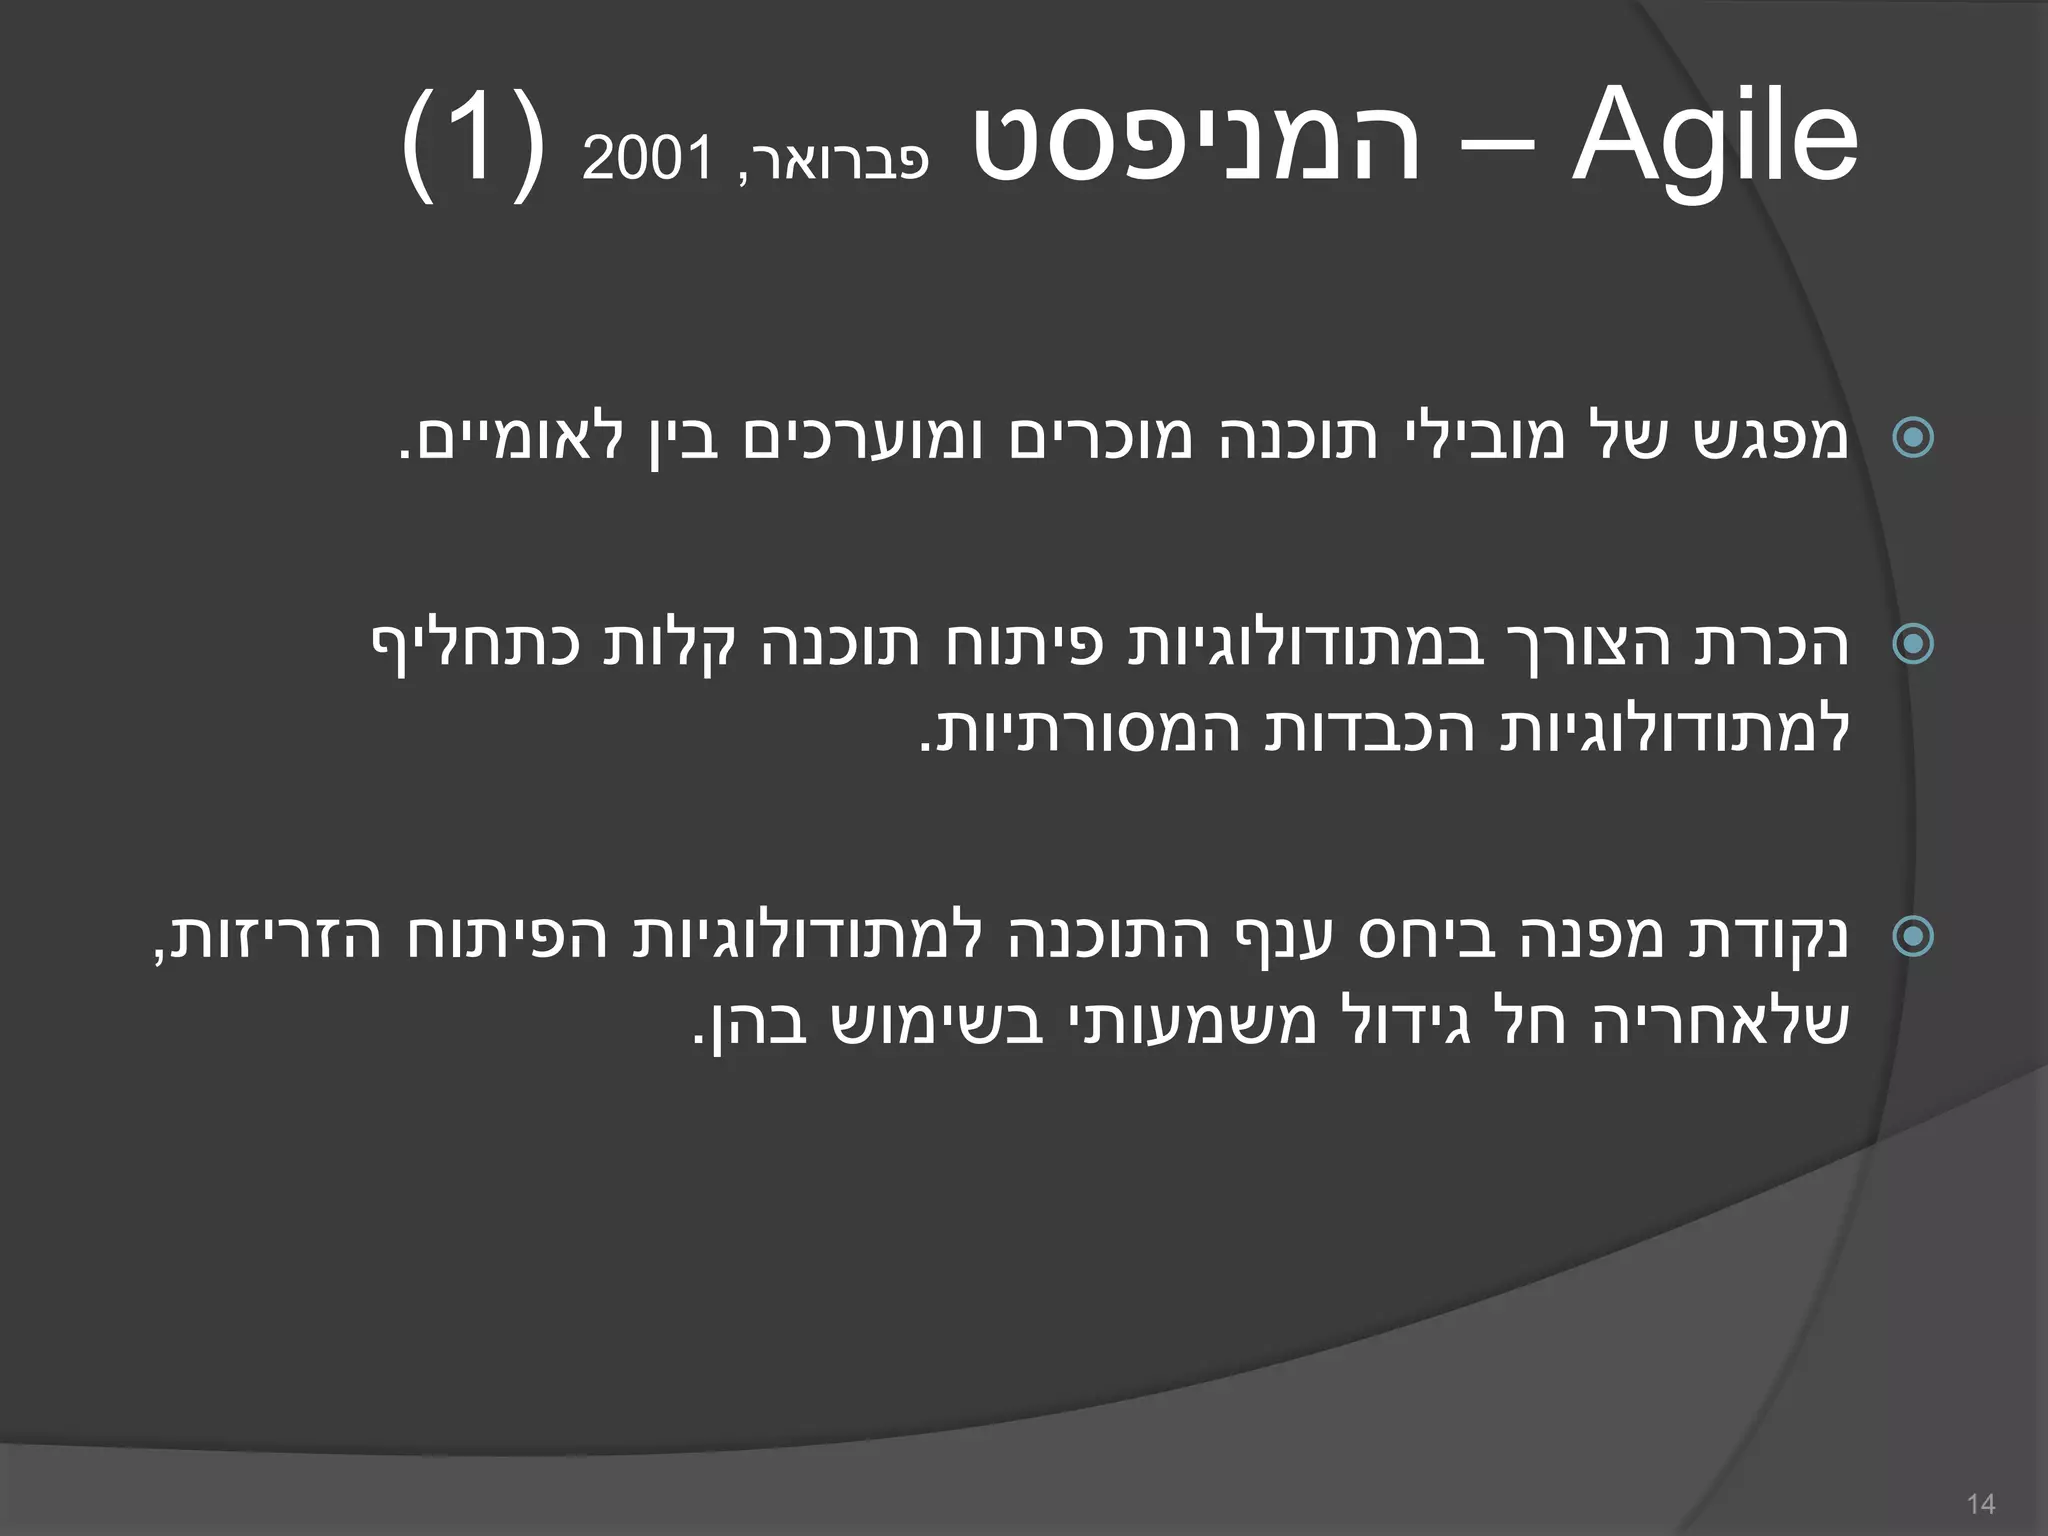 Agile – המניפסט פברואר, 2001 (1)
מפגש של מובילי תוכנה מוכרים ומוערכים בין לאומיים.
הכרת הצורך במתודולוגיות פיתוח תוכנה קלות כתחליף
למתודולוגיות הכבדות המסורתיות.
נקודת מפנה ביחס ענף התוכנה למתודולוגיות הפיתוח הזריזות,
שלאחריה חל גידול משמעותי בשימוש בהן.
14